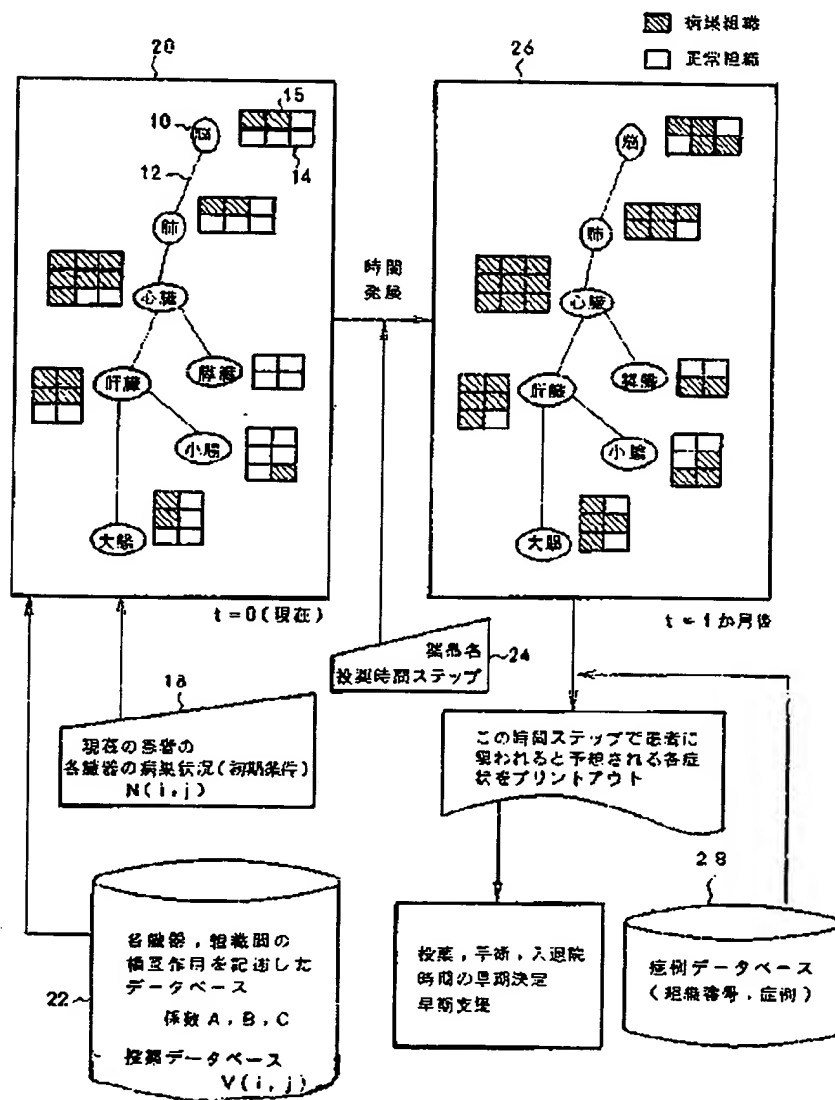 病巣組織
正常組織
20
26
15
10
脳
14
12
肺
心臓
肝臓
膵臓
小腸
大腸
t=0(現在)
時間
発展
脳
肺
心臓
肝臓
膵臓
小腸
大腸
t=1か月後
薬品名
投薬時間ステップ
24
18
現在の患者の
各臓器の病巣状況(初期条件)
N(i,j)
この時間ステップで患者に
現われると予想される各症
状をプリントアウト
22
各臓器,組織間の
相互作用を記述した
データベース
係数A,B,C
投薬データベース
V(i,j)
投薬,手術,入退院
時間の早期決定
早期支援
28
症例データベース
(組織番号,症例)